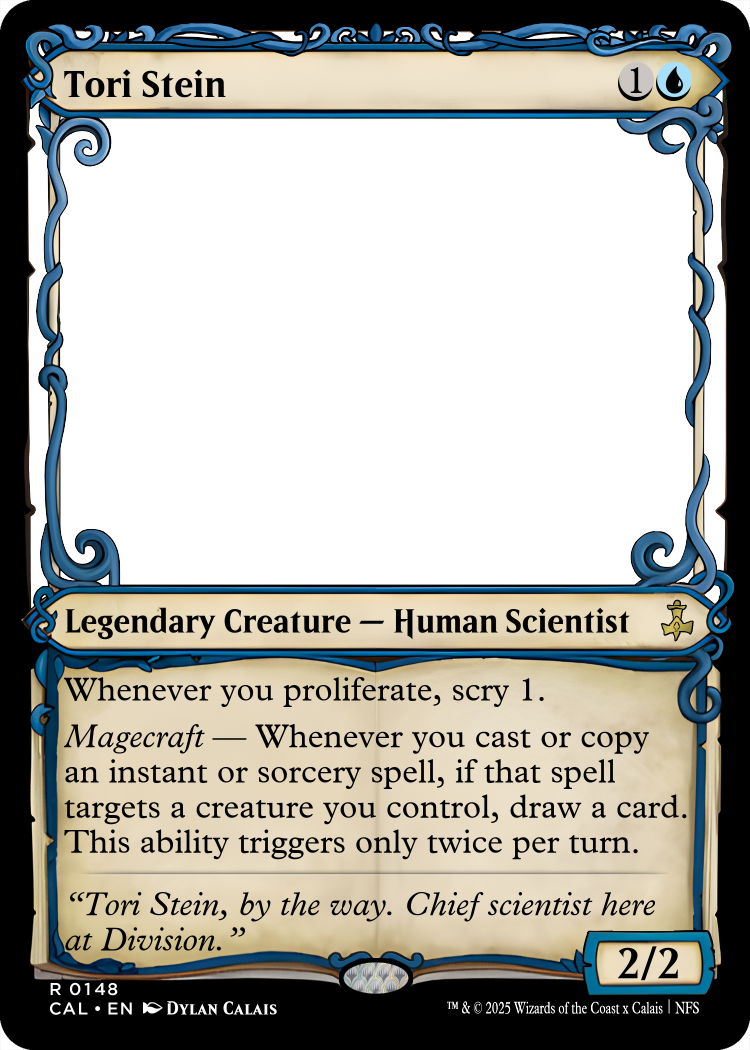 Tori Stein 1
Legendary Creature — Human Scientist
Whenever you proliferate, scry 1.
Magecraft — Whenever you cast or copy
an instant or sorcery spell, if that spell
targets a creature you control, draw a card.
This ability triggers only twice per turn.
“Tori Stein, by the way. Chief scientist here
at Division.”
2/2
R 0148
CAL • EN DYLAN CALAIS
™ & © 2025 Wizards of the Coast x Calais | NFS